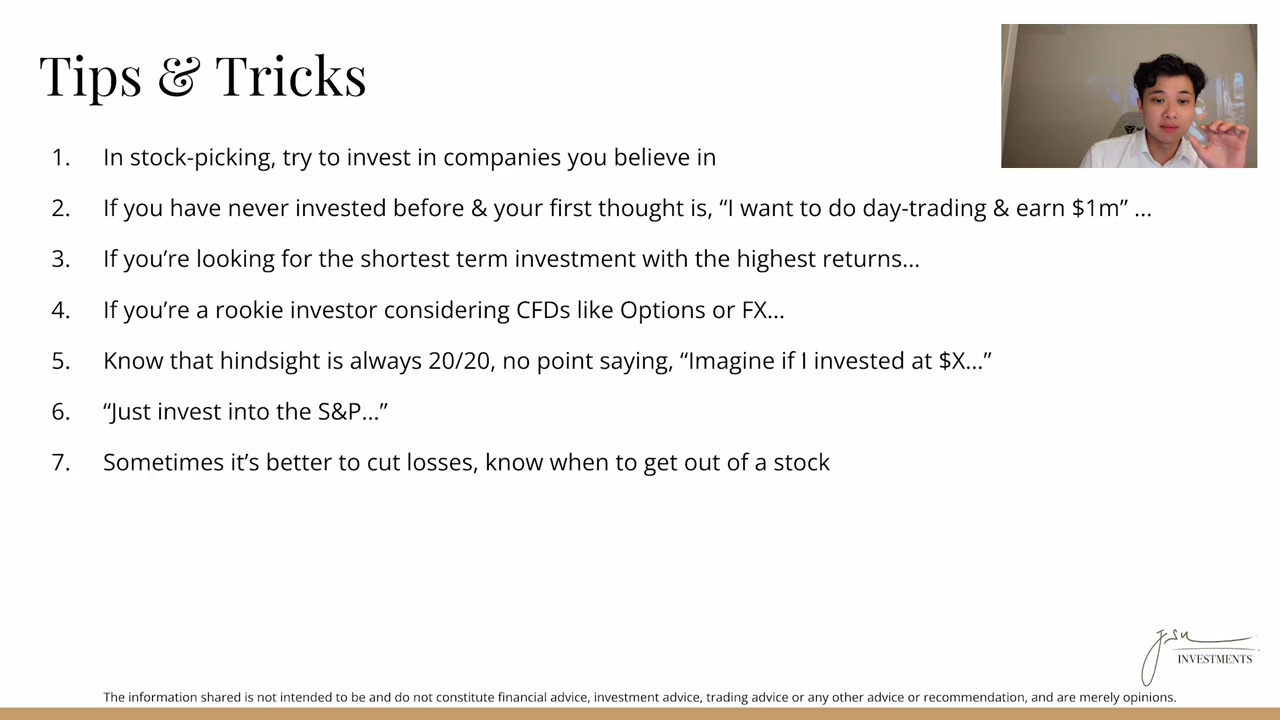 Tips & Tricks
1. In stock-picking, try to invest in companies you believe in
2. If you have never invested before & your first thought is, “I want to do day-trading & earn $1m” ...
3. If you’re looking for the shortest term investment with the highest returns...
4. If you’re a rookie investor considering CFDs like Options or FX...
5. Know that hindsight is always 20/20, no point saying, “Imagine if I invested at $X...”
6. “Just invest into the S&P...”
7. Sometimes it’s better to cut losses, know when to get out of a stock
INVESTMENTS
The information shared is not intended to be and do not constitute financial advice, investment advice, trading advice or any other advice or recommendation, and are merely opinions.